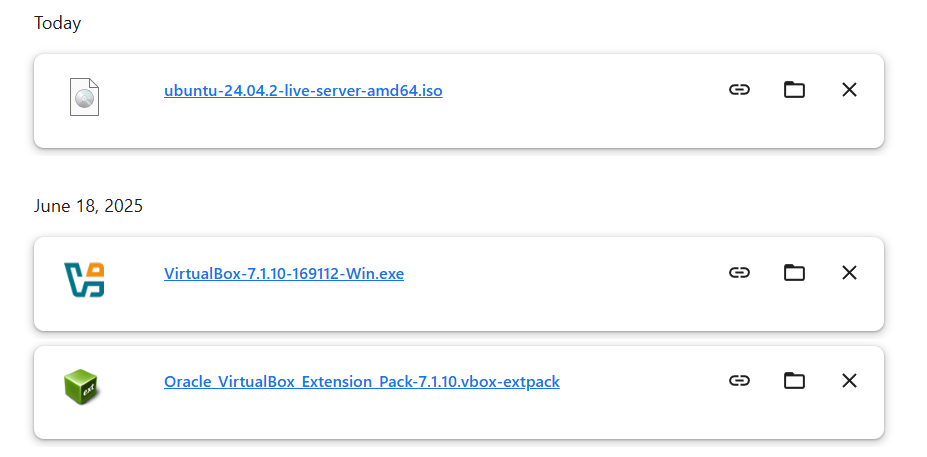 Today
ubuntu-24.04.2-live-server-amd64.iso
June 18, 2025
VirtualBox-7.1.10-169112-Win.exe
ext
Oracle_VirtualBox_Extension_Pack-7.1.10.vbox-extpack